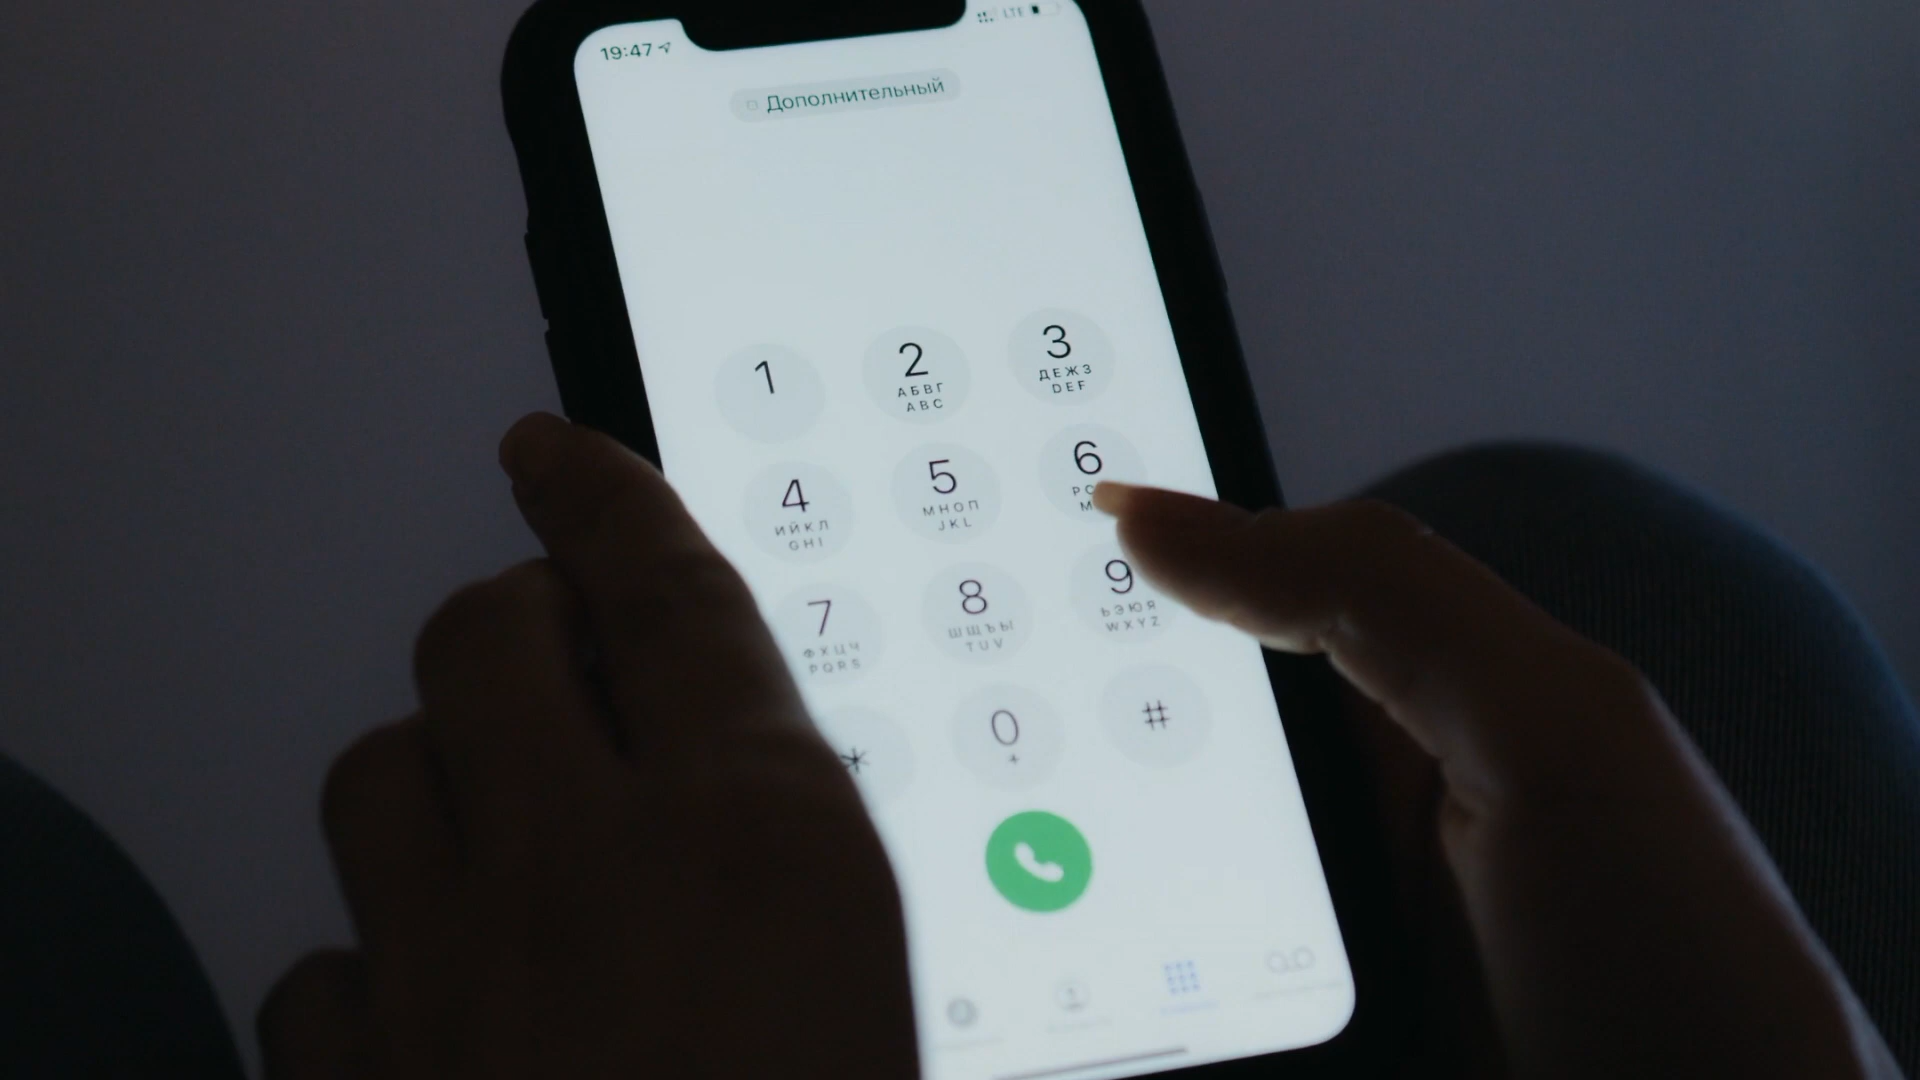 19:47
LTE
Дополнительный
1
2
АБВГ
ABC
3
ДЕЖЗ
DEF
4
ИЙКЛ
GHI
5
МНОП
JKL
6
РС
M
7
ФХЦЧ
PQRS
8
ШЩЪЫ
TUV
9
ЬЭЮЯ
WXYZ
*
0
+
#